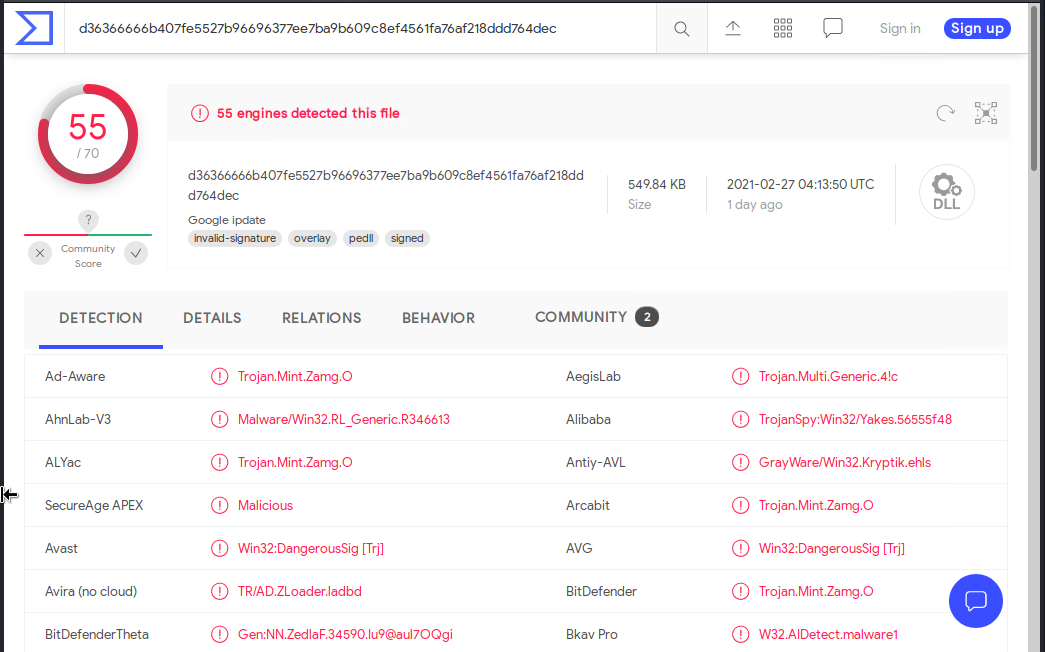 d36366666b407fe5527b96696377ee7ba9b609c8ef4561fa76af218ddd764dec
Sign in
Sign up
55
/ 70
?
Community
Score
55 engines detected this file
d36366666b407fe5527b96696377ee7ba9b609c8ef4561fa76af218dd
d764dec
Google ipdate
invalid-signature overlay pedll signed
549.84 KB
Size
2021-02-27 04:13:50 UTC
1 day ago
DLL
DETECTION DETAILS RELATIONS BEHAVIOR COMMUNITY 2
Ad-Aware Trojan.Mint.Zamg.O AegisLab Trojan.Multi.Generic.4!c
AhnLab-V3 Malware/Win32.RL_Generic.R346613 Alibaba TrojanSpy:Win32/Yakes.56555f48
ALYac Trojan.Mint.Zamg.O Antiy-AVL GrayWare/Win32.Kryptik.ehls
SecureAge APEX Malicious Arcabit Trojan.Mint.Zamg.O
Avast Win32:DangerousSig [Trj] AVG Win32:DangerousSig [Trj]
Avira (no cloud) TR/AD.ZLoader.ladbd BitDefender Trojan.Mint.Zamg.O
BitDefenderTheta Gen:NN.ZedlaF.34590.Iu9@aul7OQgi Bkav Pro W32.AIDetect.malware1